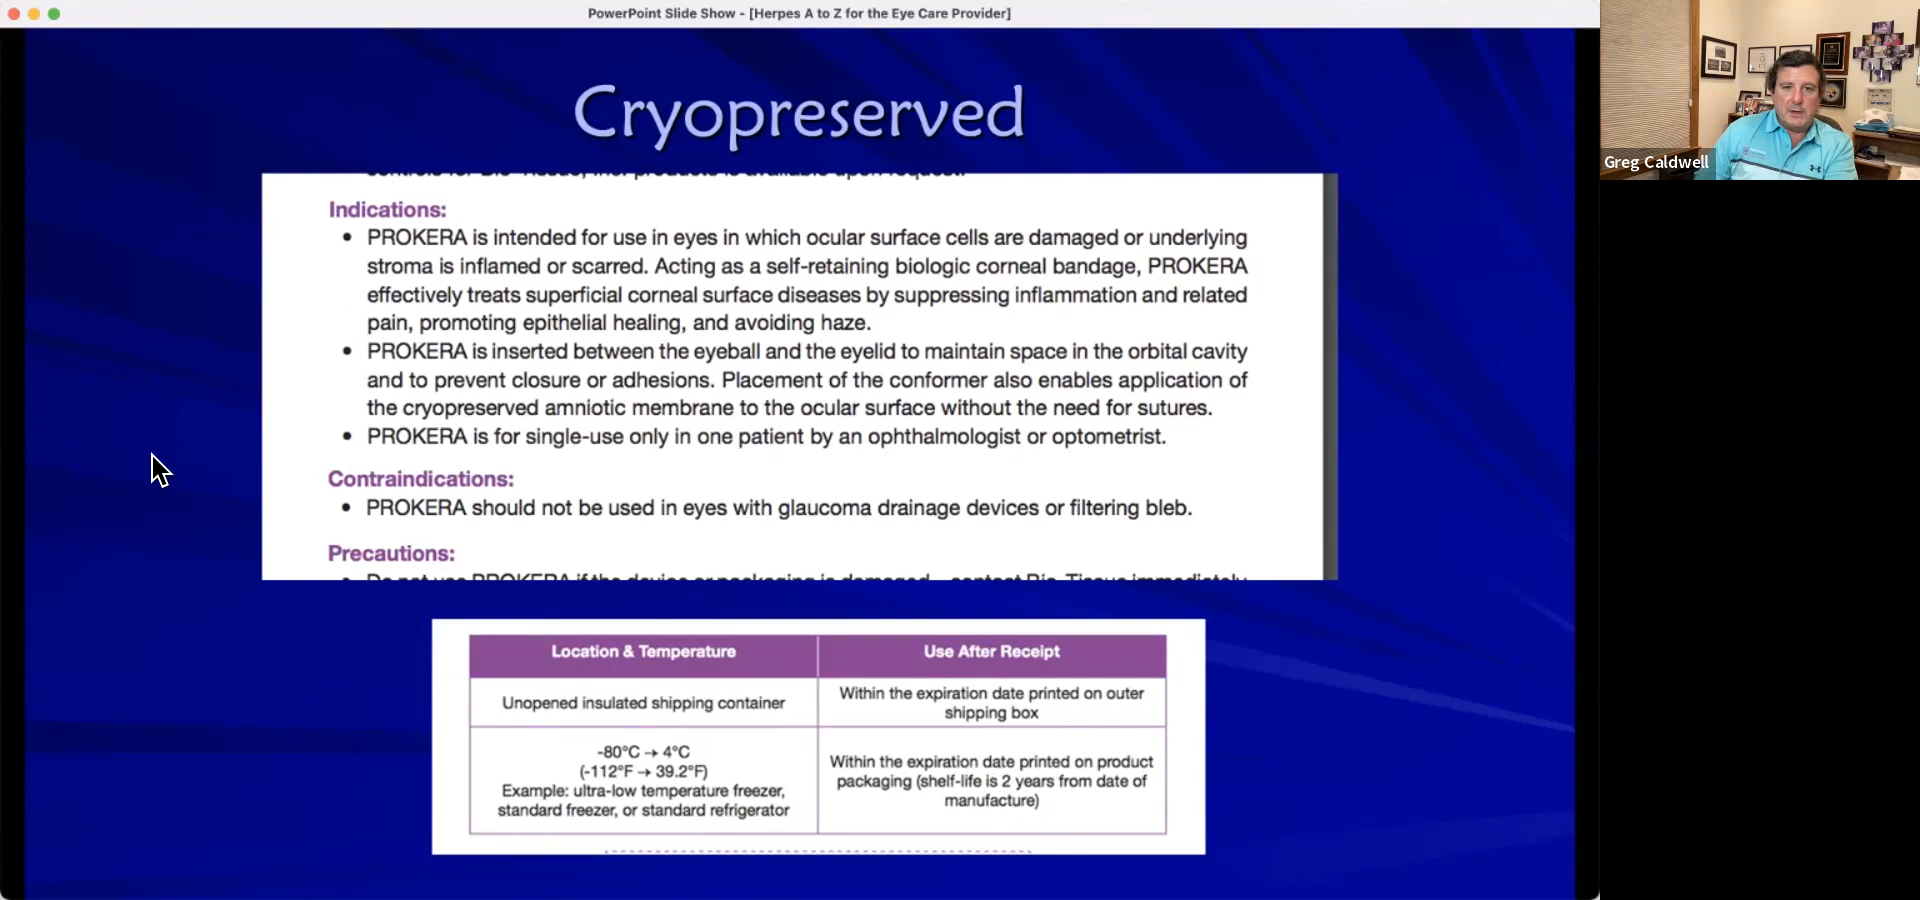 PowerPoint Slide Show - [Herpes A to Z for the Eye Care Provider]
Cryopreserved
controls for Bio-Tissue, Inc. products is available upon request.
Indications:
• PROKERA is intended for use in eyes in which ocular surface cells are damaged or underlying
stroma is inflamed or scarred. Acting as a self-retaining biologic corneal bandage, PROKERA
effectively treats superficial corneal surface diseases by suppressing inflammation and related
pain, promoting epithelial healing, and avoiding haze.
• PROKERA is inserted between the eyeball and the eyelid to maintain space in the orbital cavity
and to prevent closure or adhesions. Placement of the conformer also enables application of
the cryopreserved amniotic membrane to the ocular surface without the need for sutures.
• PROKERA is for single-use only in one patient by an ophthalmologist or optometrist.
Contraindications:
• PROKERA should not be used in eyes with glaucoma drainage devices or filtering bleb.
Precautions:
• Do not use PROKERA if the device or packaging is damaged - contact Bio-Tissue immediately
Location & Temperature
Use After Receipt
Unopened insulated shipping container
Within the expiration date printed on outer
shipping box
-80°C → 4°C
(-112°F → 39.2°F)
Example: ultra-low temperature freezer,
standard freezer, or standard refrigerator
Within the expiration date printed on product
packaging (shelf-life is 2 years from date of
manufacture)
Greg Caldwell